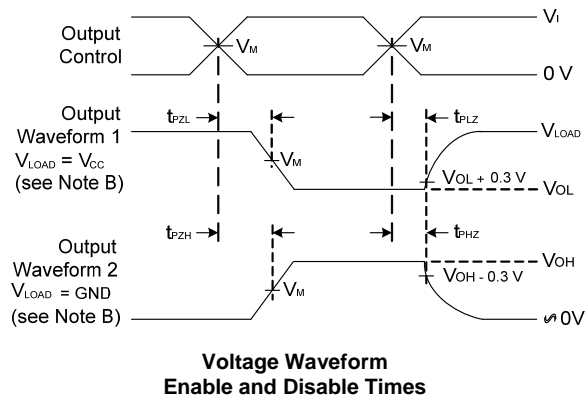 Output
Control
VM
VM
VI
0 V
Output
Waveform 1
VLOAD = VCC
(see Note B)
tPZL
VM
tPLZ
VLOAD
VOL + 0.3 V
VOL
Output
Waveform 2
VLOAD = GND
(see Note B)
tPZH
VM
tPHZ
VOH
VOH - 0.3 V
≈ 0V
Voltage Waveform
Enable and Disable Times